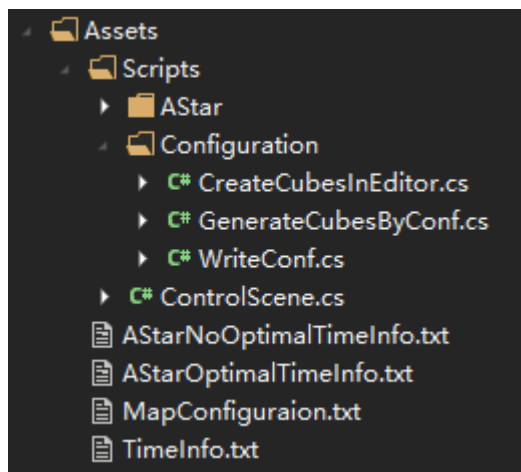 Assets
Scripts
AStar
Configuration
C# CreateCubesInEditor.cs
C# GenerateCubesByConf.cs
C# WriteConf.cs
C# ControlScene.cs
AStarNoOptimalTimeInfo.txt
AStarOptimalTimeInfo.txt
MapConfiguraion.txt
TimeInfo.txt